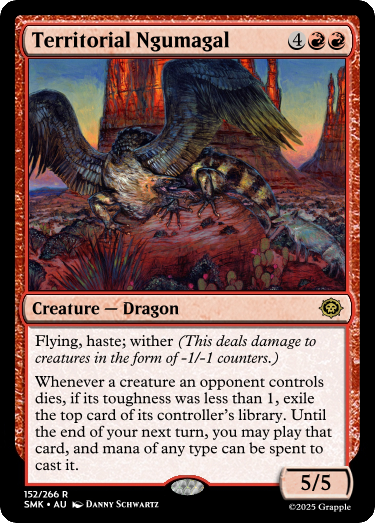 Territorial Ngumagal 4
Creature — Dragon
Flying, haste; wither (This deals damage to
creatures in the form of -1/-1 counters.)
Whenever a creature an opponent controls
dies, if its toughness was less than 1, exile
the top card of its controller's library. Until
the end of your next turn, you may play that
card, and mana of any type can be spent to
cast it.
5/5
152/266 R
SMK • AU Danny Schwartz
©2025 Grapple